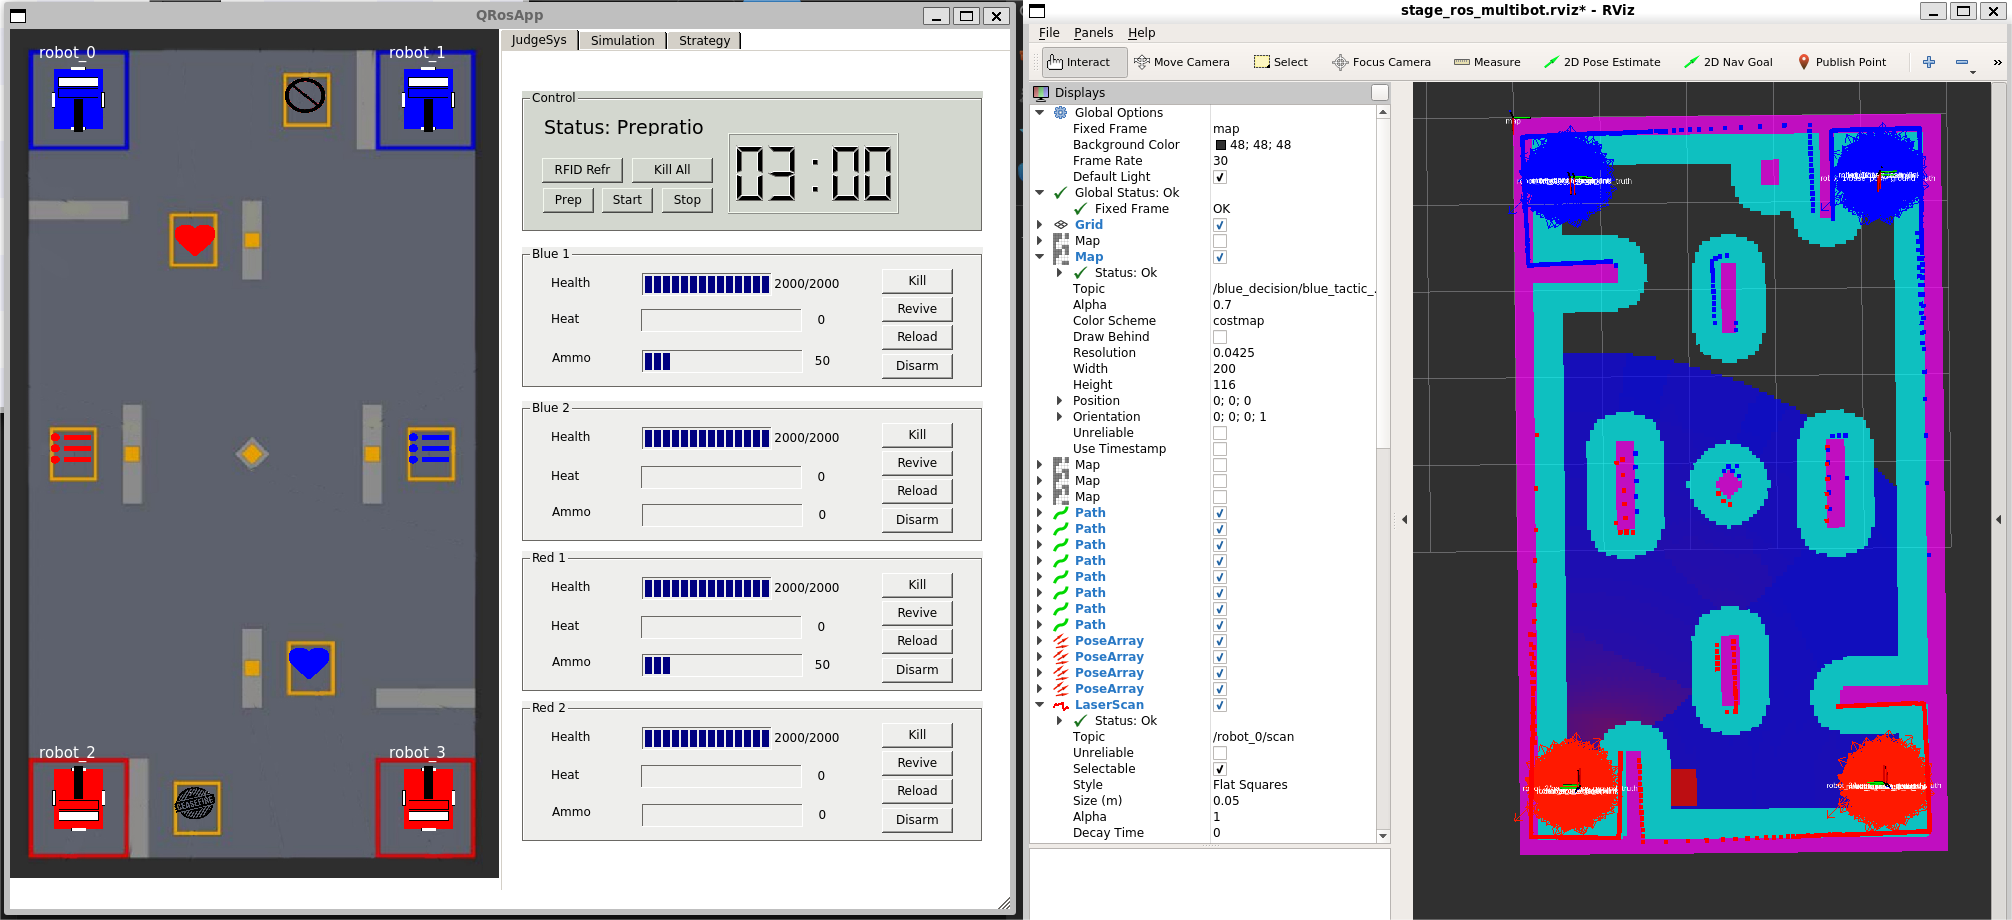 QRosApp
robot_0
robot_1
robot_2
CEASEFIRE
robot_3
JudgeSys
Simulation
Strategy
Control
Status: Prepratio
RFID Refr
Kill All
Prep
Start
Stop
03:00
Blue 1
Health
2000/2000
Kill
Revive
Heat
0
Reload
Ammo
50
Disarm
Blue 2
Health
2000/2000
Kill
Revive
Heat
0
Reload
Ammo
0
Disarm
Red 1
Health
2000/2000
Kill
Revive
Heat
0
Reload
Ammo
50
Disarm
Red 2
Health
2000/2000
Kill
Revive
Heat
0
Reload
Ammo
0
Disarm
stage_ros_multibot.rviz* - RViz
File Panels Help
Interact
Move Camera
Select
Focus Camera
Measure
2D Pose Estimate
2D Nav Goal
Publish Point
»
Displays
Global Options
Fixed Frame map
Background Color 48; 48; 48
Frame Rate 30
Default Light
Global Status: Ok
Fixed Frame OK
Grid
Map
Map
Status: Ok
Topic /blue_decision/blue_tactic_.
Alpha 0.7
Color Scheme costmap
Draw Behind
Resolution 0.0425
Width 200
Height 116
Position 0; 0; 0
Orientation 0; 0; 0; 1
Unreliable
Use Timestamp
Map
Map
Map
Path
Path
Path
Path
Path
Path
Path
Path
PoseArray
PoseArray
PoseArray
PoseArray
LaserScan
Status: Ok
Topic /robot_0/scan
Unreliable
Selectable
Style Flat Squares
Size (m) 0.05
Alpha 1
Decay Time 0
map